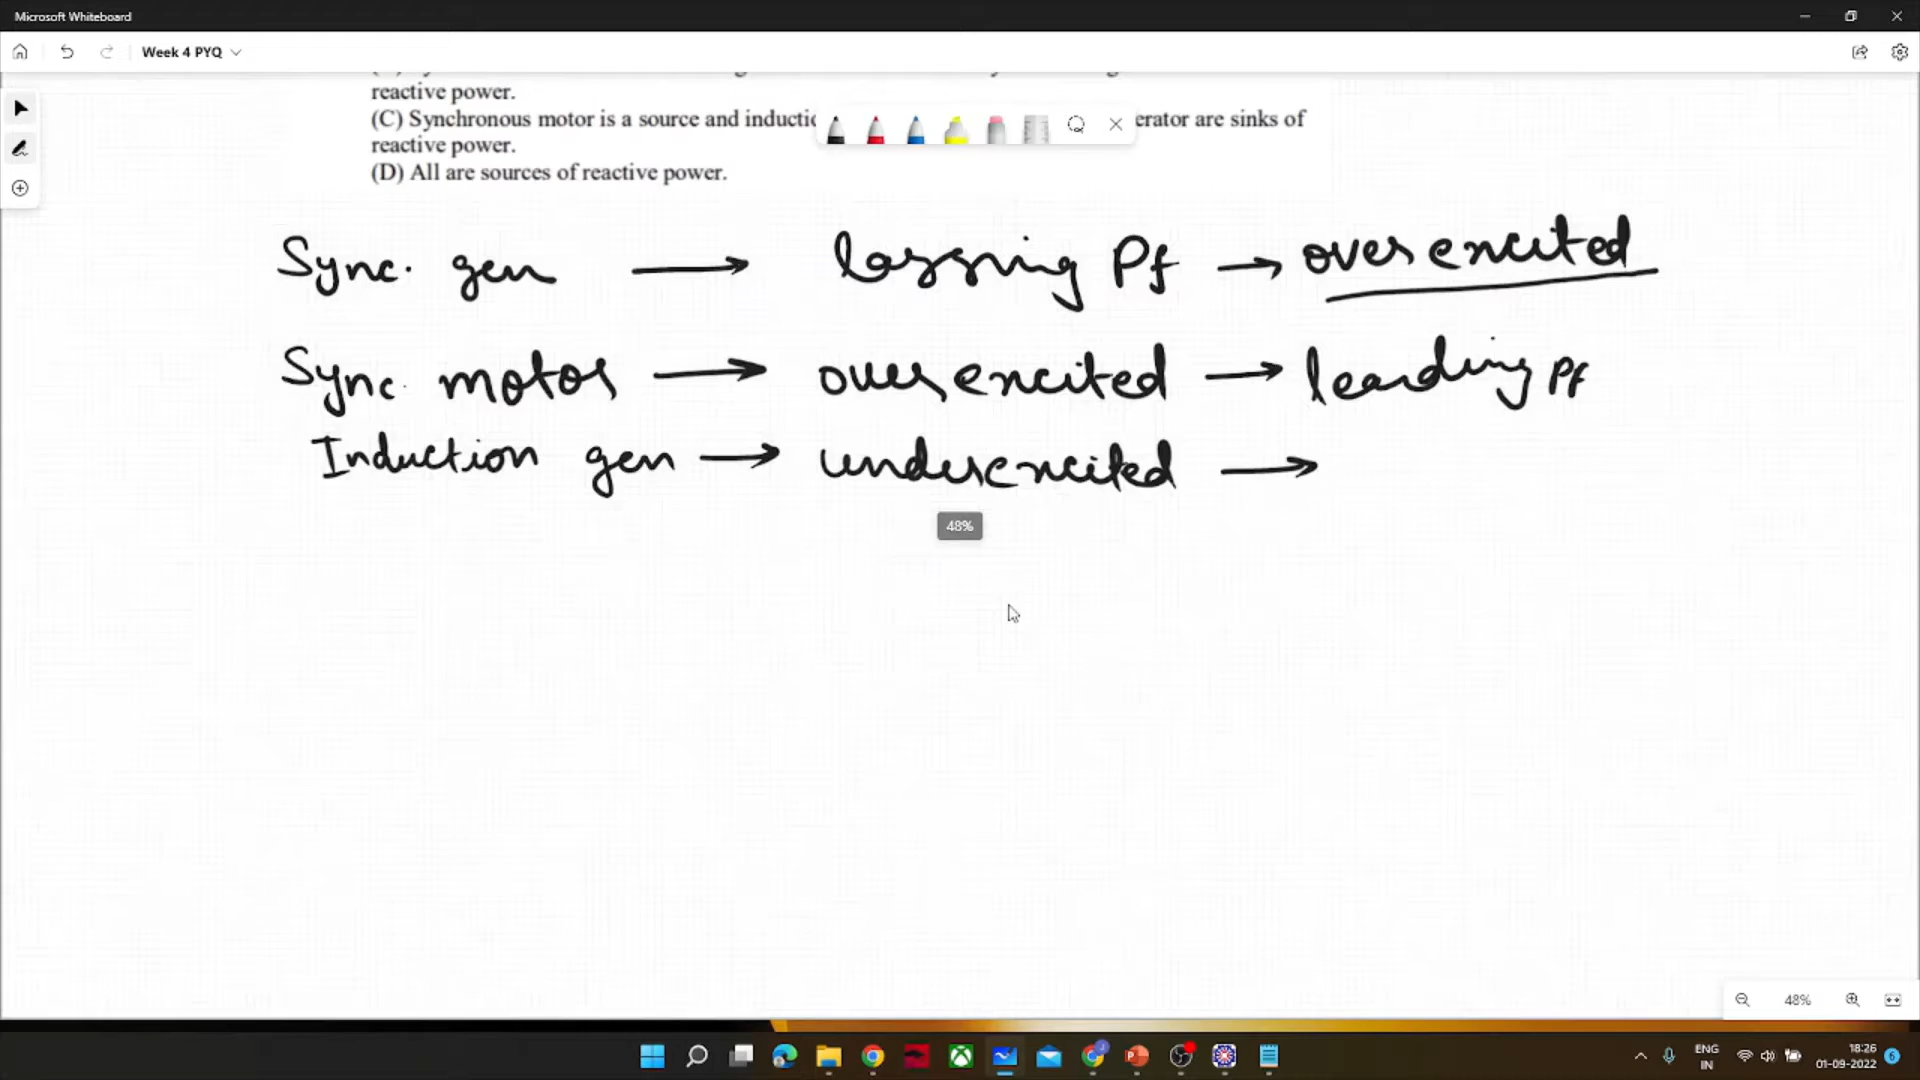 Microsoft Whiteboard
Week 4 PYQ
reactive power.
(C) Synchronous motor is a source and inductio erator are sinks of
reactive power.
(D) All are sources of reactive power.
Sync. gen → lagging Pf → overexcited
Sync. motor → overexcited → leading Pf
Induction gen → underexcited →
48%
48%
ENG
IN
18:26
01-09-2022
6